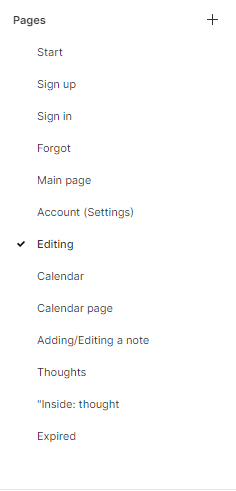 Pages
Start
Sign up
Sign in
Forgot
Main page
Account (Settings)
Editing
Calendar
Calendar page
Adding/Editing a note
Thoughts
"Inside: thought
Expired